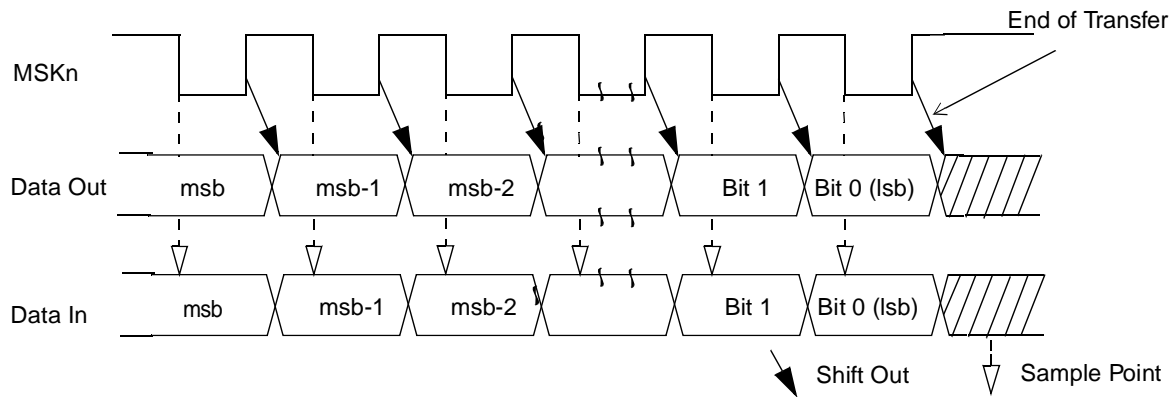 End of Transfer
MSKn
Data Out msb msb-1 msb-2 Bit 1 Bit 0 (lsb)
Data In msb msb-1 msb-2 Bit 1 Bit 0 (lsb)
Shift Out Sample Point